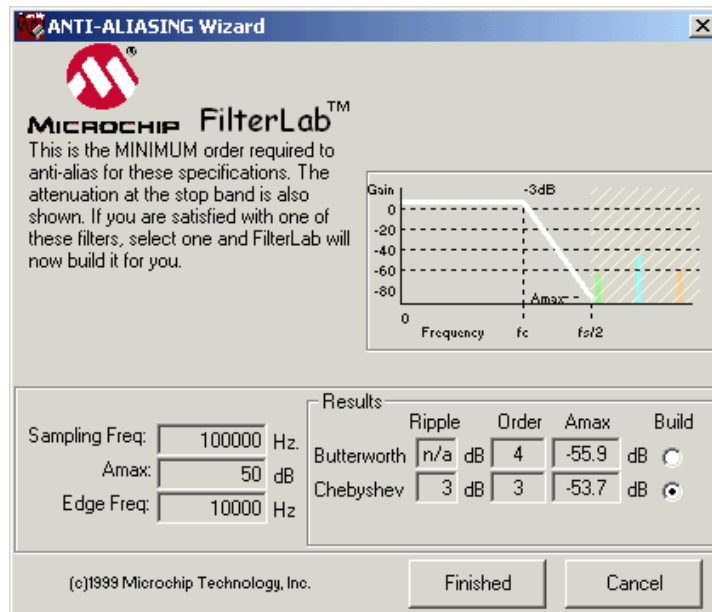 ANTI-ALIASING Wizard
MICROCHIP FilterLab™
This is the MINIMUM order required to
anti-alias for these specifications. The
attenuation at the stop band is also
shown. If you are satisfied with one of
these filters, select one and FilterLab will
now build it for you.
Gain
-3dB
0
-20
-40
-60
-80
Amax
0
Frequency fc fs/2
Results
Ripple Order Amax Build
Sampling Freq: 100000 Hz.
Amax: 50 dB
Edge Freq: 10000 Hz
Butterworth n/a dB 4 -55.9 dB
Chebyshev 3 dB 3 -53.7 dB
(c)1999 Microchip Technology, Inc.
Finished
Cancel